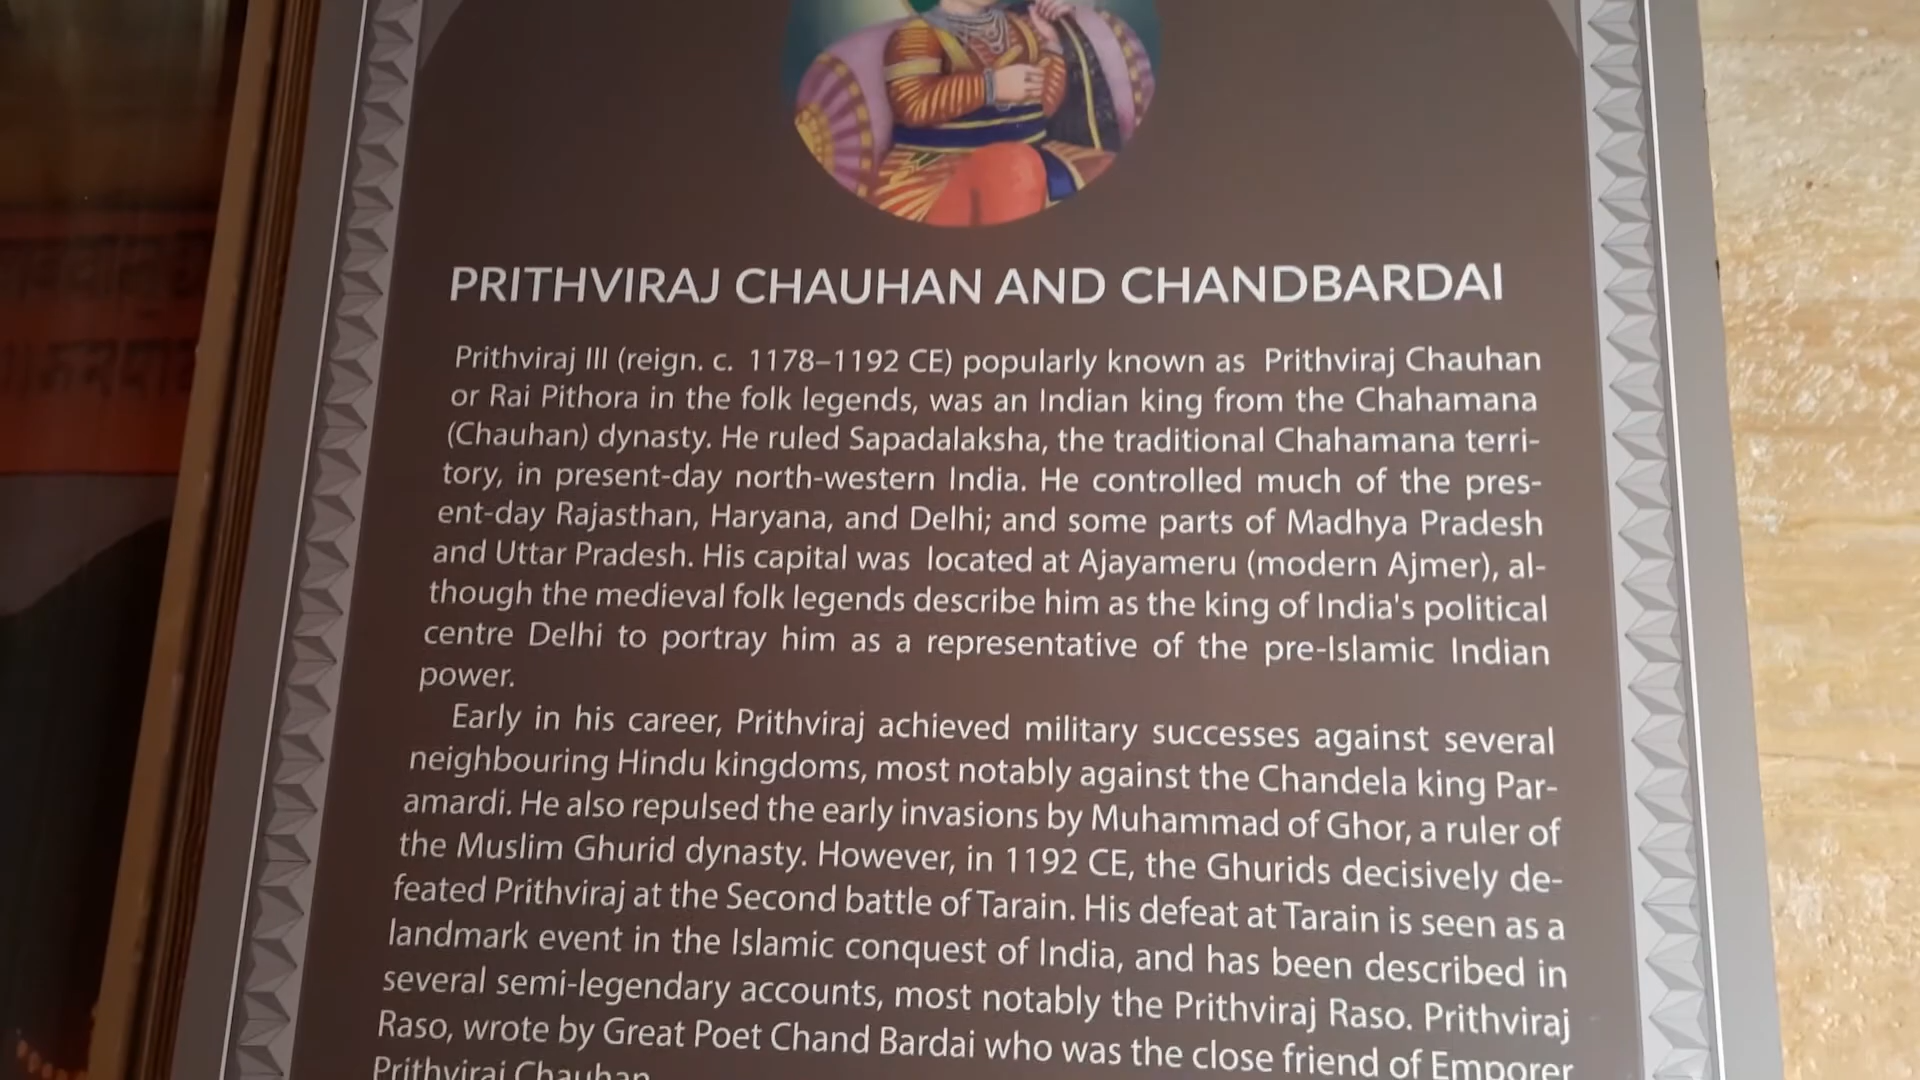 PRITHVIRAJ CHAUHAN AND CHANDBARDAI
Prithviraj III (reign. c. 1178–1192 CE) popularly known as Prithviraj Chauhan
or Rai Pithora in the folk legends, was an Indian king from the Chahamana
(Chauhan) dynasty. He ruled Sapadalaksha, the traditional Chahamana terri-
tory, in present-day north-western India. He controlled much of the pres-
ent-day Rajasthan, Haryana, and Delhi; and some parts of Madhya Pradesh
and Uttar Pradesh. His capital was located at Ajayameru (modern Ajmer), al-
though the medieval folk legends describe him as the king of India's political
centre Delhi to portray him as a representative of the pre-Islamic Indian
power.
Early in his career, Prithviraj achieved military successes against several
neighbouring Hindu kingdoms, most notably against the Chandela king Par-
amardi. He also repulsed the early invasions by Muhammad of Ghor, a ruler of
the Muslim Ghurid dynasty. However, in 1192 CE, the Ghurids decisively de-
feated Prithviraj at the Second battle of Tarain. His defeat at Tarain is seen as a
landmark event in the Islamic conquest of India, and has been described in
several semi-legendary accounts, most notably the Prithviraj Raso. Prithviraj
Raso, wrote by Great Poet Chand Bardai who was the close friend of Emporer
Prithviraj Chauhan.